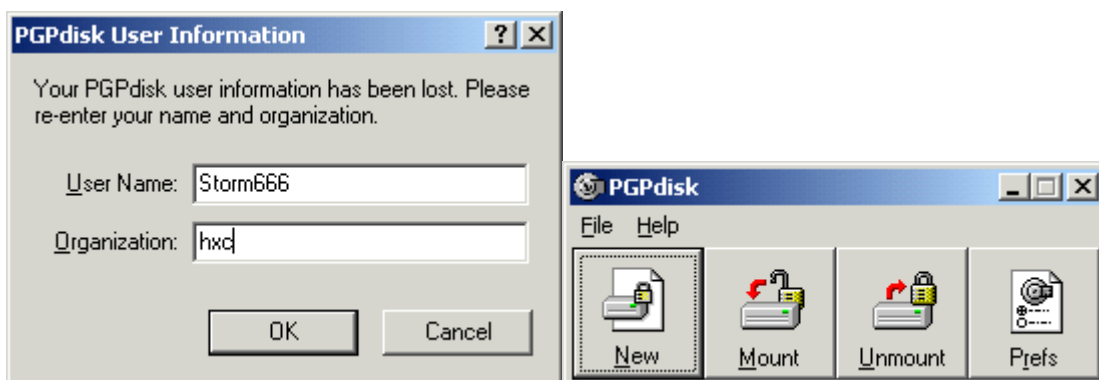 PGPdisk User Information
Your PGPdisk user information has been lost. Please
re-enter your name and organization.
User Name: Storm666
Organization: hxc
OK Cancel
PGPdisk
File Help
New Mount Unmount Prefs